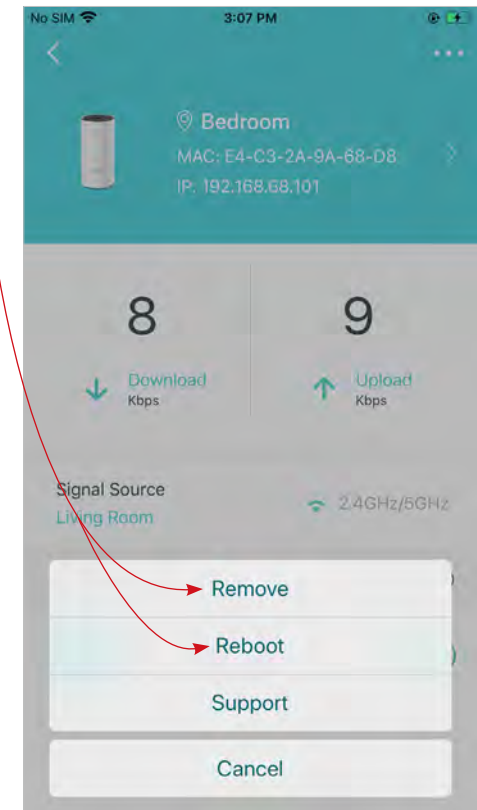 No SIM 3:07 PM
Bedroom
MAC: E4-C3-2A-9A-68-D8
IP: 192.168.68.101
8 9
Download Upload
Kbps Kbps
Signal Source
Living Room 2.4GHz/5GHz
Remove
Reboot
Support
Cancel